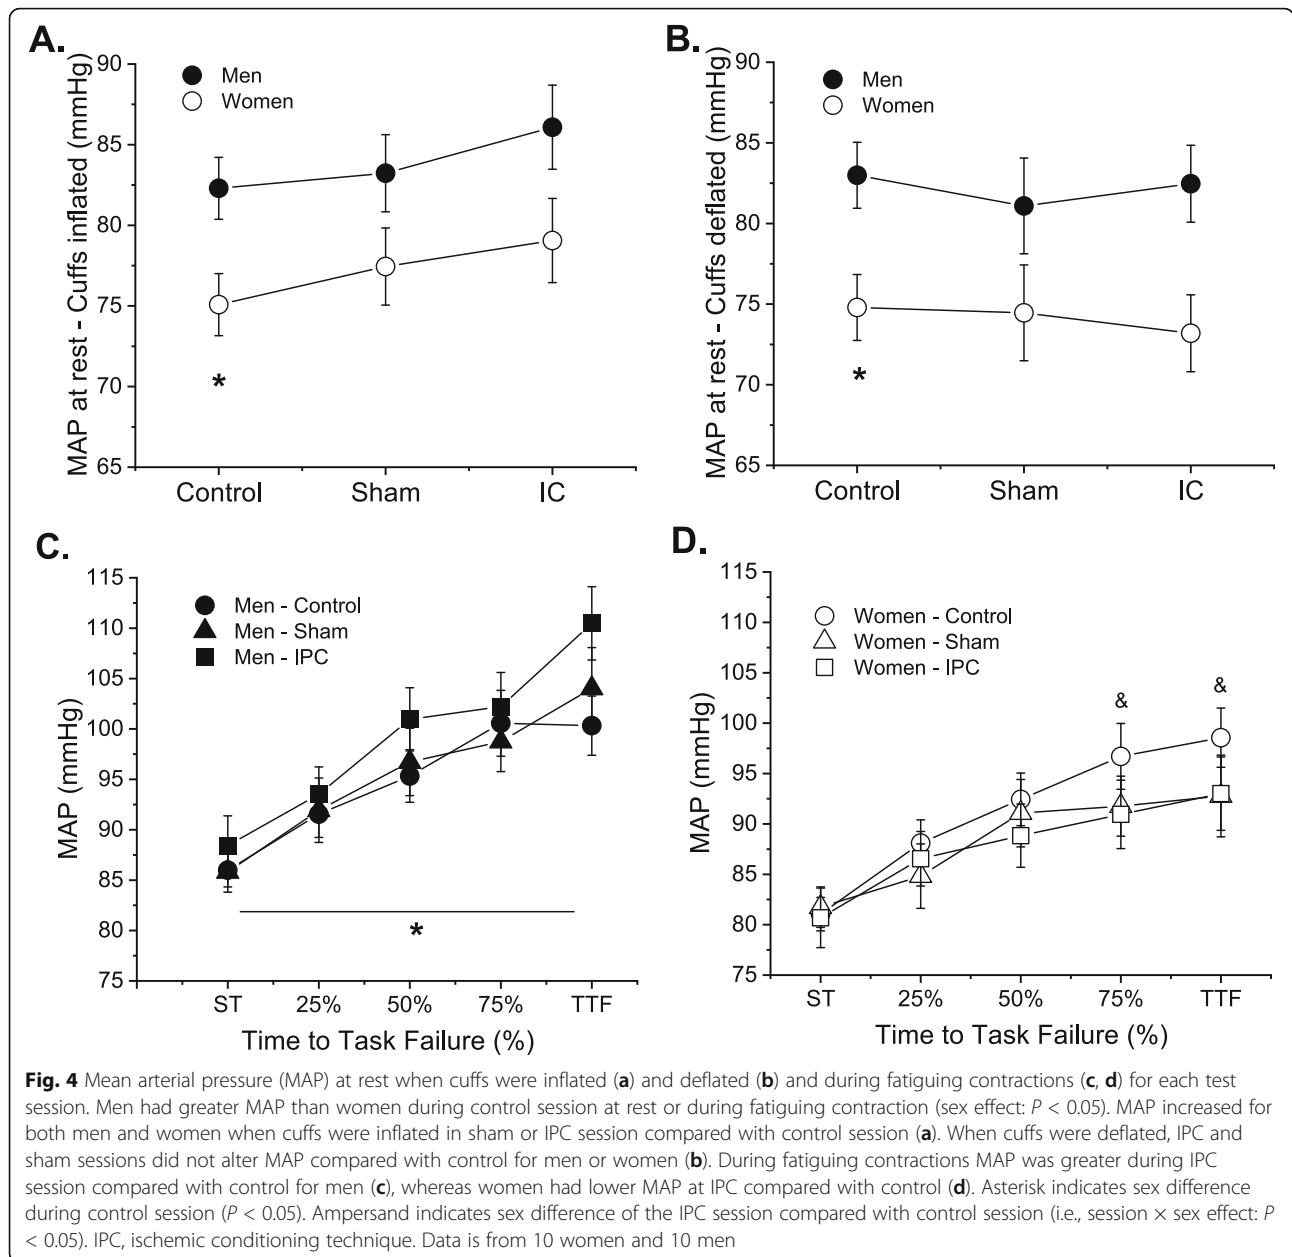 A.
MAP at rest - Cuffs inflated (mmHg)
90
85
80
75
70
65
Men
Women
*
Control Sham IC
B.
MAP at rest - Cuffs deflated (mmHg)
90
85
80
75
70
65
Men
Women
*
Control Sham IC
C.
MAP (mmHg)
115
110
105
100
95
90
85
80
75
Men - Control
Men - Sham
Men - IPC
*
ST 25% 50% 75% TTF
Time to Task Failure (%)
D.
MAP (mmHg)
115
110
105
100
95
90
85
80
75
Women - Control
Women - Sham
Women - IPC
& &
ST 25% 50% 75% TTF
Time to Task Failure (%)
Fig. 4 Mean arterial pressure (MAP) at rest when cuffs were inflated (a) and deflated (b) and during fatiguing contractions (c, d) for each test
session. Men had greater MAP than women during control session at rest or during fatiguing contraction (sex effect: P < 0.05). MAP increased for
both men and women when cuffs were inflated in sham or IPC session compared with control session (a). When cuffs were deflated, IPC and
sham sessions did not alter MAP compared with control for men or women (b). During fatiguing contractions MAP was greater during IPC
session compared with control for men (c), whereas women had lower MAP at IPC compared with control (d). Asterisk indicates sex difference
during control session (P < 0.05). Ampersand indicates sex difference of the IPC session compared with control session (i.e., session × sex effect: P
< 0.05). IPC, ischemic conditioning technique. Data is from 10 women and 10 men